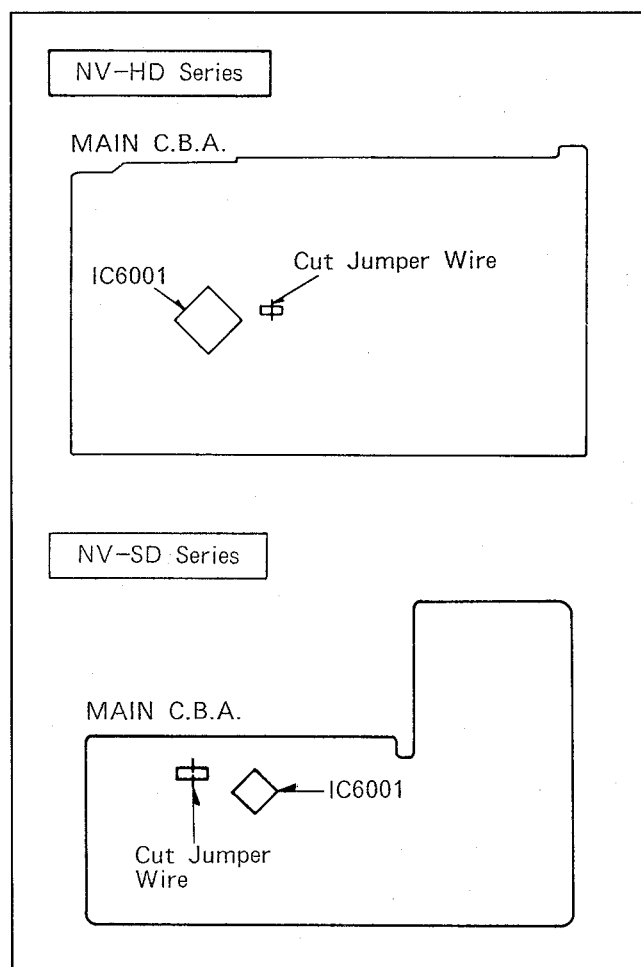 NV-HD Series
MAIN C.B.A.
IC6001
Cut Jumper Wire
NV-SD Series
MAIN C.B.A.
IC6001
Cut Jumper
Wire